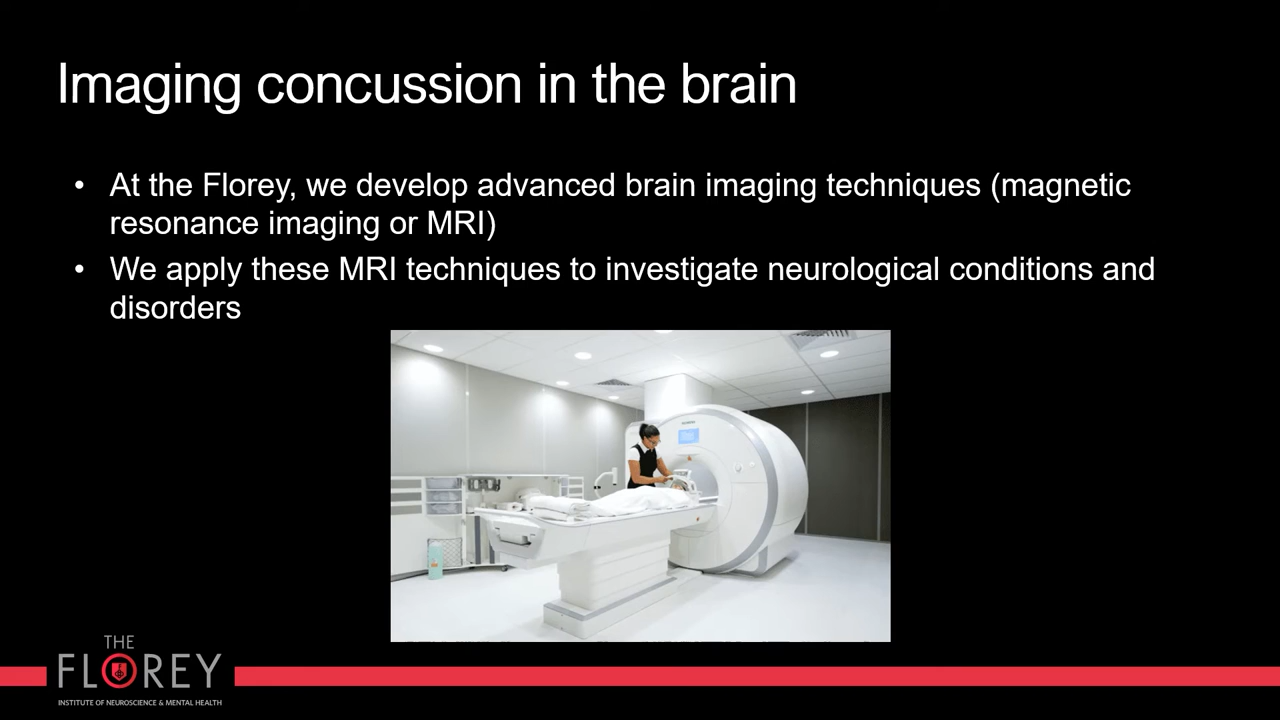 Imaging concussion in the brain
• At the Florey, we develop advanced brain imaging techniques (magnetic
resonance imaging or MRI)
• We apply these MRI techniques to investigate neurological conditions and
disorders
THE
FLOREY
INSTITUTE OF NEUROSCIENCE & MENTAL HEALTH